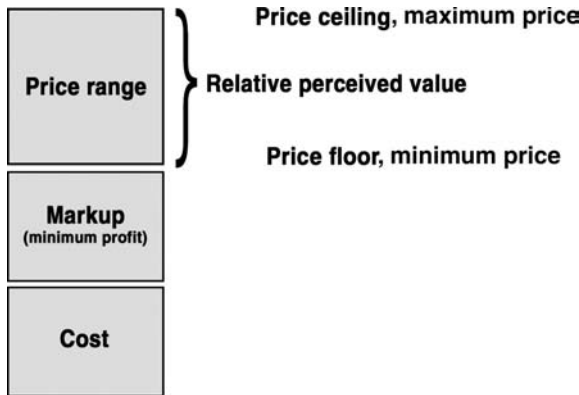 Price ceiling, maximum price
Price range
Relative perceived value
Price floor, minimum price
Markup
(minimum profit)
Cost